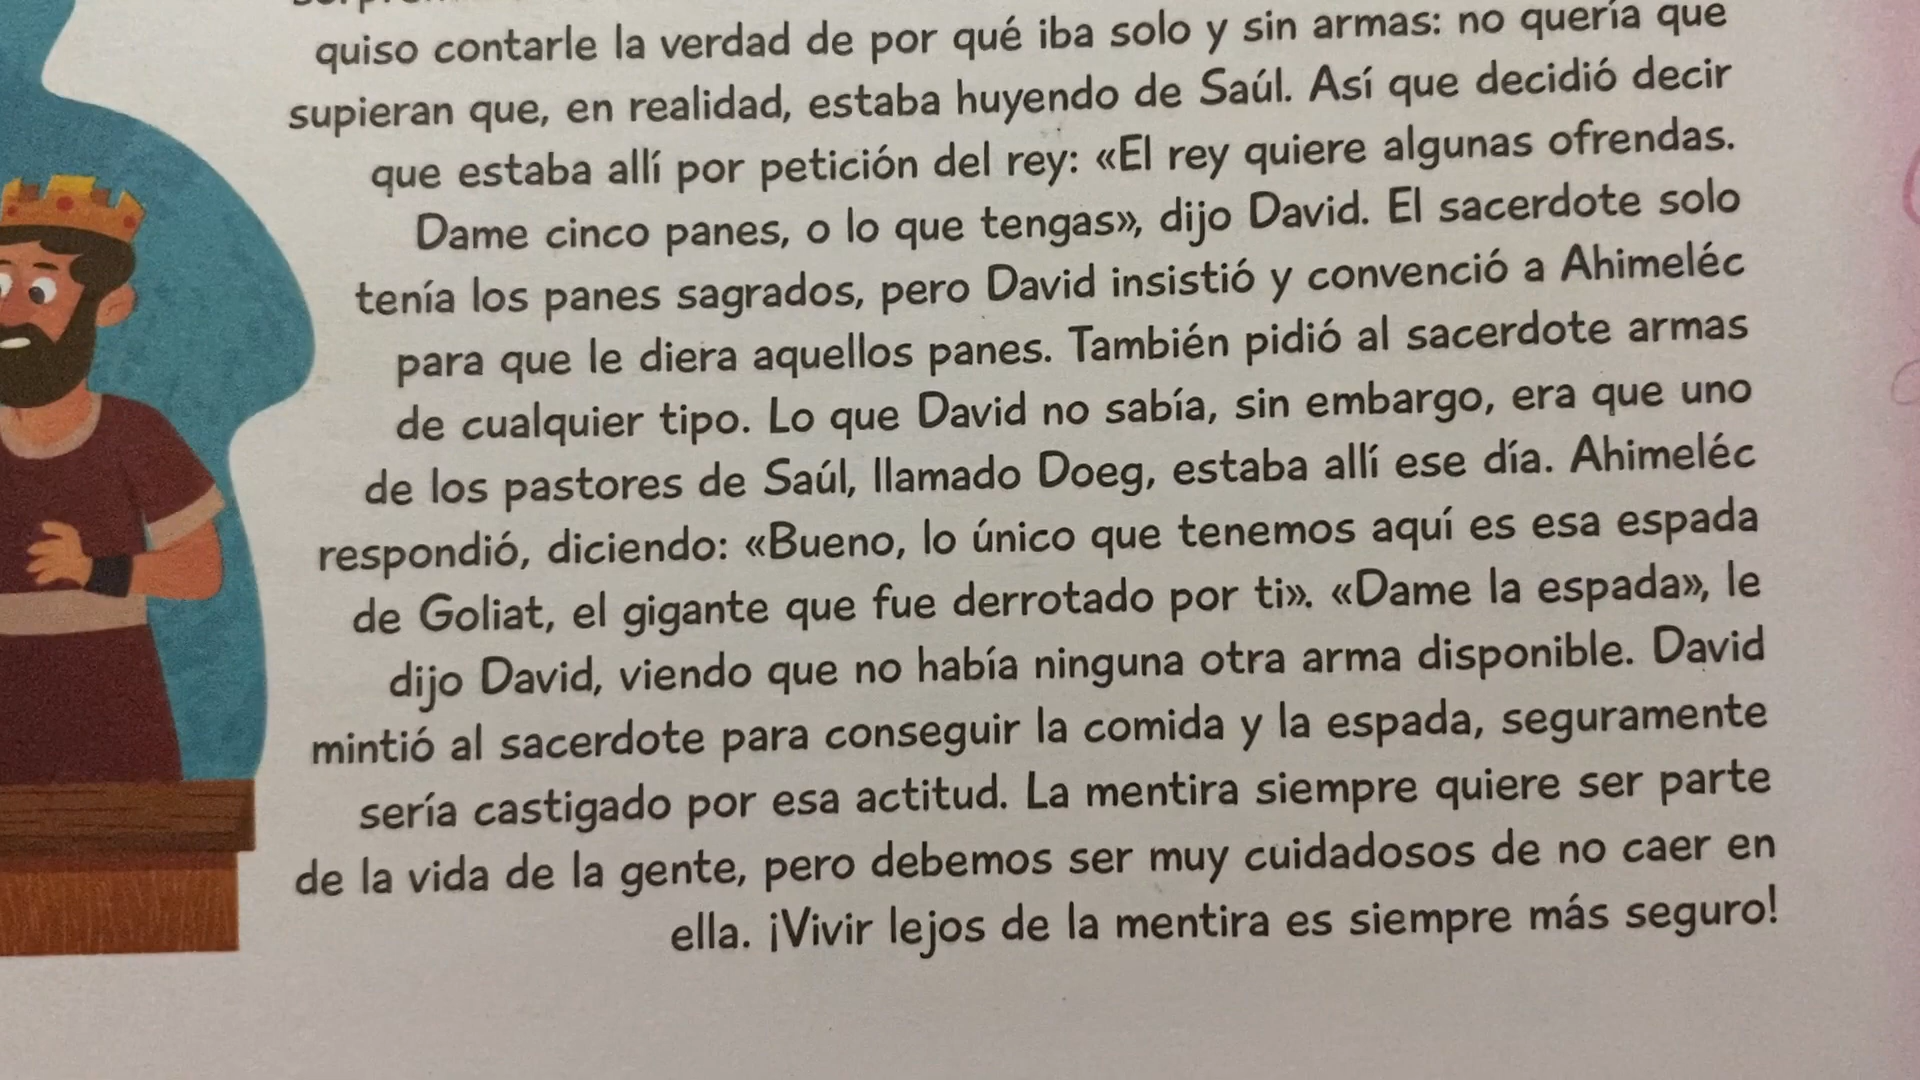 quiso contarle la verdad de por qué iba solo y sin armas: no quería que
supieran que, en realidad, estaba huyendo de Saúl. Así que decidió decir
que estaba allí por petición del rey: «El rey quiere algunas ofrendas.
Dame cinco panes, o lo que tengas», dijo David. El sacerdote solo
tenía los panes sagrados, pero David insistió y convenció a Ahimeléc
para que le diera aquellos panes. También pidió al sacerdote armas
de cualquier tipo. Lo que David no sabía, sin embargo, era que uno
de los pastores de Saúl, llamado Doeg, estaba allí ese día. Ahimeléc
respondió, diciendo: «Bueno, lo único que tenemos aquí es esa espada
de Goliat, el gigante que fue derrotado por ti». «Dame la espada», le
dijo David, viendo que no había ninguna otra arma disponible. David
mintió al sacerdote para conseguir la comida y la espada, seguramente
sería castigado por esa actitud. La mentira siempre quiere ser parte
de la vida de la gente, pero debemos ser muy cuidadosos de no caer en
ella. ¡Vivir lejos de la mentira es siempre más seguro!